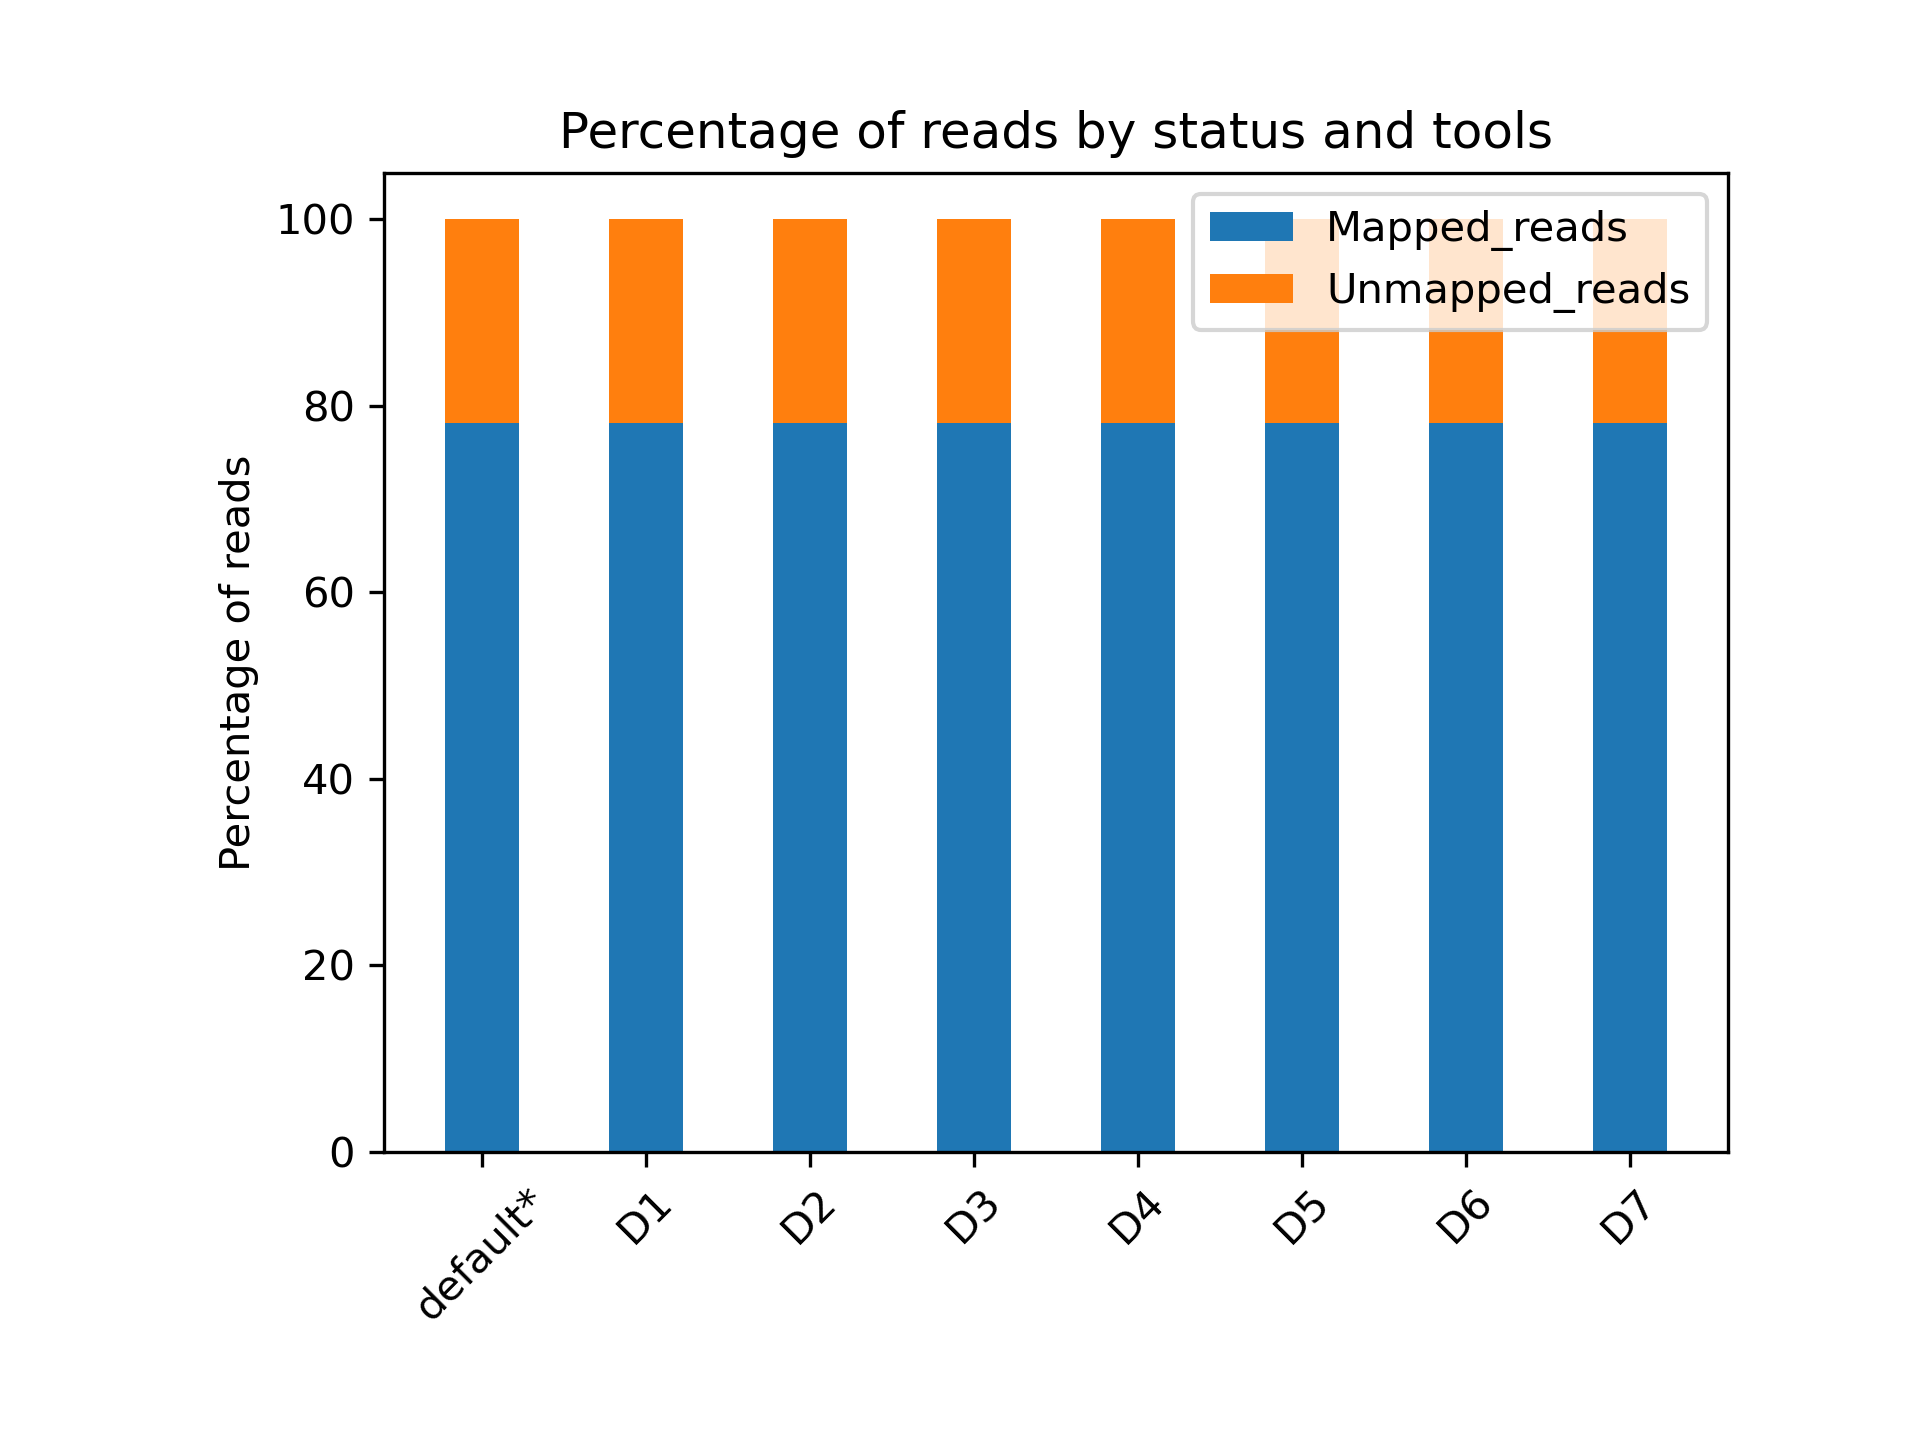 Percentage of reads by status and tools
Mapped_reads
Unmapped_reads
Percentage of reads
100
80
60
40
20
0
default*
D1
D2
D3
D4
D5
D6
D7